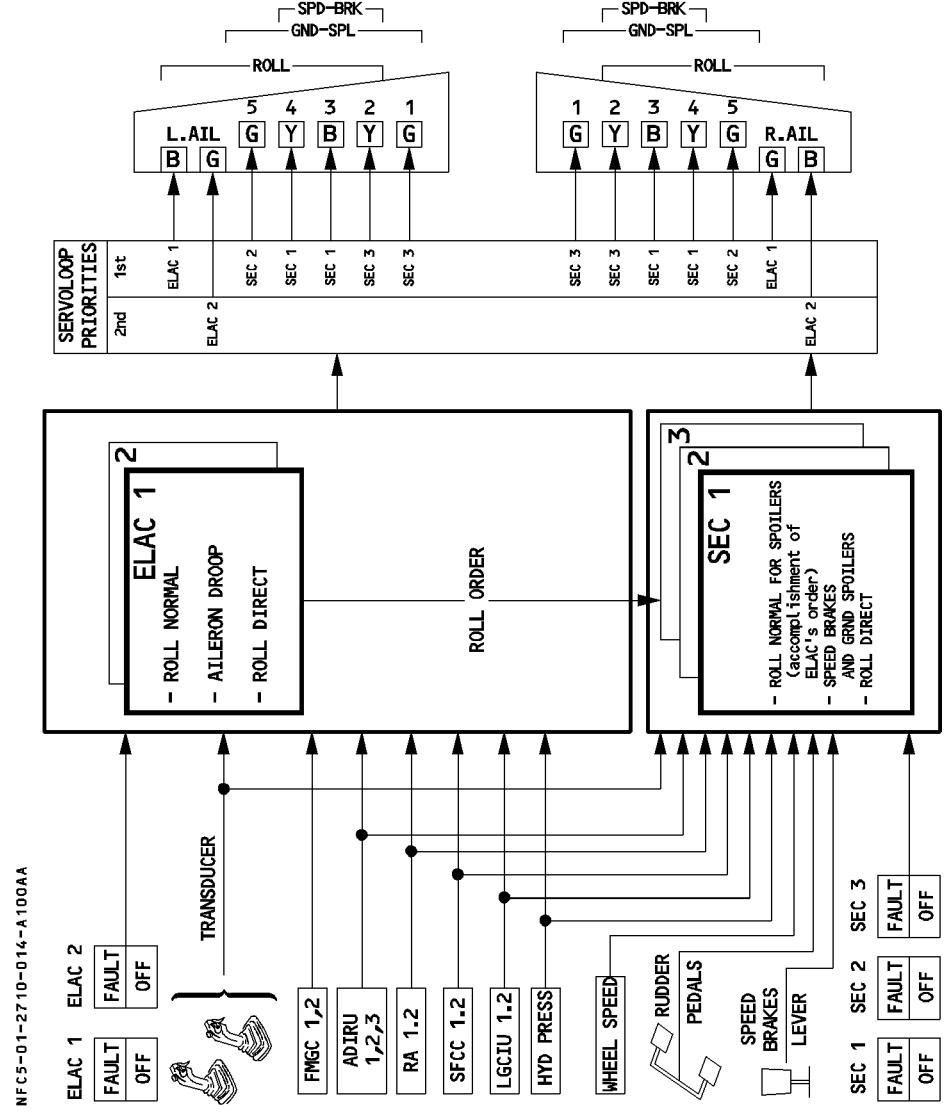 SPD-BRK
SPD-BRK
GND-SPL
GND-SPL
ROLL
ROLL
5 4 3 2 1
1 2 3 4 5
L.AIL G Y B Y G
G Y B Y G R.AIL
B G
G B
SERVOLOOP
PRIORITIES
1st
ELAC 1
SEC 2
SEC 1
SEC 1
SEC 3
SEC 3
SEC 3
SEC 3
SEC 1
SEC 1
SEC 2
ELAC 1
2nd
ELAC 2
ELAC 2
2
ELAC 1
- ROLL NORMAL
- AILERON DROOP
- ROLL DIRECT
ROLL ORDER
3
2
SEC 1
- ROLL NORMAL FOR SPOILERS
(accomplishment of
ELAC's order)
- SPEED BRAKES
AND GRND SPOILERS
- ROLL DIRECT
TRANSDUCER
ELAC 1
FAULT
OFF
ELAC 2
FAULT
OFF
FMGC 1,2
ADIRU
1,2,3
RA 1.2
SFCC 1.2
LGCIU 1.2
HYD PRESS
WHEEL SPEED
RUDDER
PEDALS
SPEED
BRAKES
LEVER
SEC 1
FAULT
OFF
SEC 2
FAULT
OFF
SEC 3
FAULT
OFF
NFC5-01-2710-014-A100AA